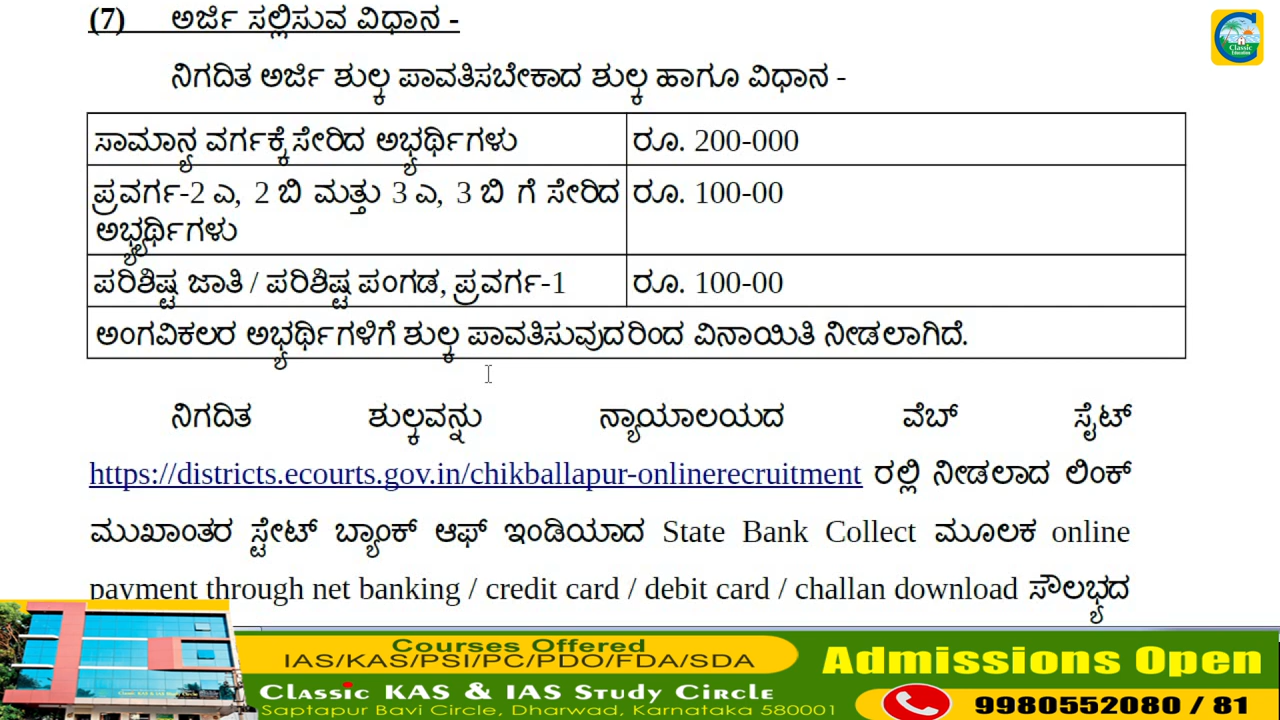 (7) ಅರ್ಜಿ ಸಲ್ಲಿಸುವ ವಿಧಾನ -
Classic
Education
ನಿಗದಿತ ಅರ್ಜಿ ಶುಲ್ಕ ಪಾವತಿಸಬೇಕಾದ ಶುಲ್ಕ ಹಾಗೂ ವಿಧಾನ -
ಸಾಮಾನ್ಯ ವರ್ಗಕ್ಕೆ ಸೇರಿದ ಅಭ್ಯರ್ಥಿಗಳು ರೂ. 200-000
ಪ್ರವರ್ಗ-2 ಎ, 2 ಬಿ ಮತ್ತು 3 ಎ, 3 ಬಿ ಗೆ ಸೇರಿದ ರೂ. 100-00
ಅಭ್ಯರ್ಥಿಗಳು
ಪರಿಶಿಷ್ಟ ಜಾತಿ / ಪರಿಶಿಷ್ಟ ಪಂಗಡ, ಪ್ರವರ್ಗ-1 ರೂ. 100-00
ಅಂಗವಿಕಲರ ಅಭ್ಯರ್ಥಿಗಳಿಗೆ ಶುಲ್ಕ ಪಾವತಿಸುವುದರಿಂದ ವಿನಾಯಿತಿ ನೀಡಲಾಗಿದೆ.
ನಿಗದಿತ ಶುಲ್ಕವನ್ನು ನ್ಯಾಯಾಲಯದ ವೆಬ್ ಸೈಟ್
https://districts.ecourts.gov.in/chikballapur-onlinerecruitment ರಲ್ಲಿ ನೀಡಲಾದ ಲಿಂಕ್
ಮುಖಾಂತರ ಸ್ಟೇಟ್ ಬ್ಯಾಂಕ್ ಆಫ್ ಇಂಡಿಯಾದ State Bank Collect ಮೂಲಕ online
payment through net banking / credit card / debit card / challan download ಸೌಲಭ್ಯದ
Courses Offered
IAS/KAS/PSI/PC/PDO/FDA/SDA
Classic KAS & IAS Study Circle
Saptapur Bavi Circle, Dharwad, Karnataka 580001
Admissions Open
9980552080 / 81